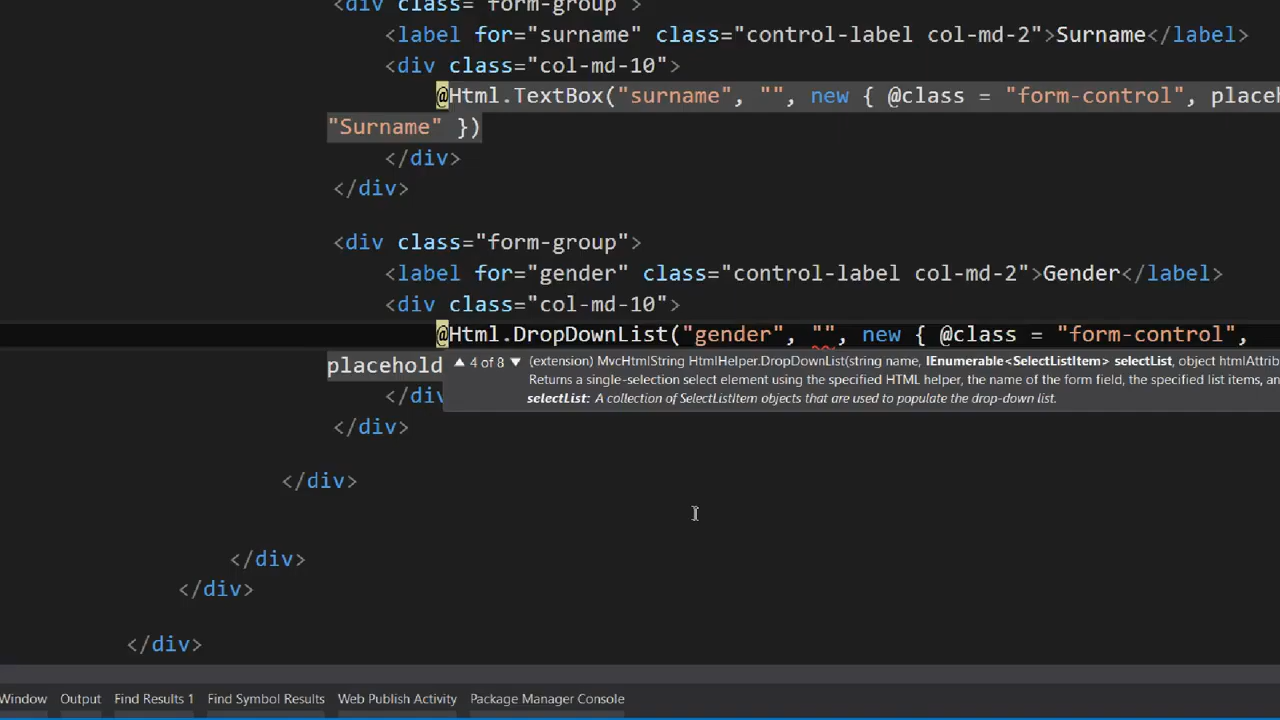 <div class="form-group">
<label for="surname" class="control-label col-md-2">Surname</label>
<div class="col-md-10">
@Html.TextBox("surname", "", new { @class = "form-control", placeh
"Surname" })
</div>
</div>
<div class="form-group">
<label for="gender" class="control-label col-md-2">Gender</label>
<div class="col-md-10">
@Html.DropDownList("gender", "", new { @class = "form-control",
placehold
▲ 4 of 8 ▼ (extension) MvcHtmlString HtmlHelper.DropDownList(string name, IEnumerable<SelectListItem> selectList, object htmlAttrib
Returns a single-selection select element using the specified HTML helper, the name of the form field, the specified list items, an
selectList: A collection of SelectListItem objects that are used to populate the drop-down list.
</div
</div>
</div>
</div>
</div>
</div>
Window Output Find Results 1 Find Symbol Results Web Publish Activity Package Manager Console